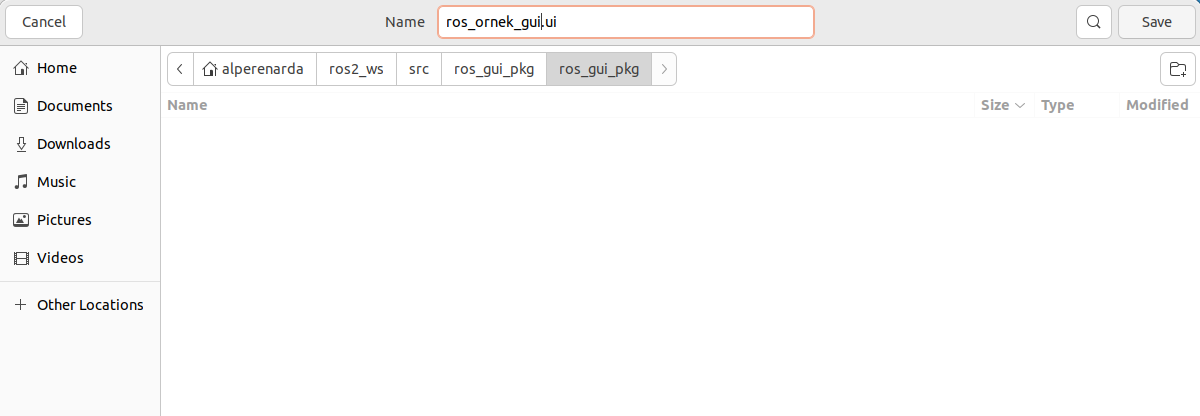 Cancel Name ros_ornek_gui.ui Save
Home
Documents
Downloads
Music
Pictures
Videos
Other Locations
alperenarda ros2_ws src ros_gui_pkg ros_gui_pkg
Name Size Type Modified